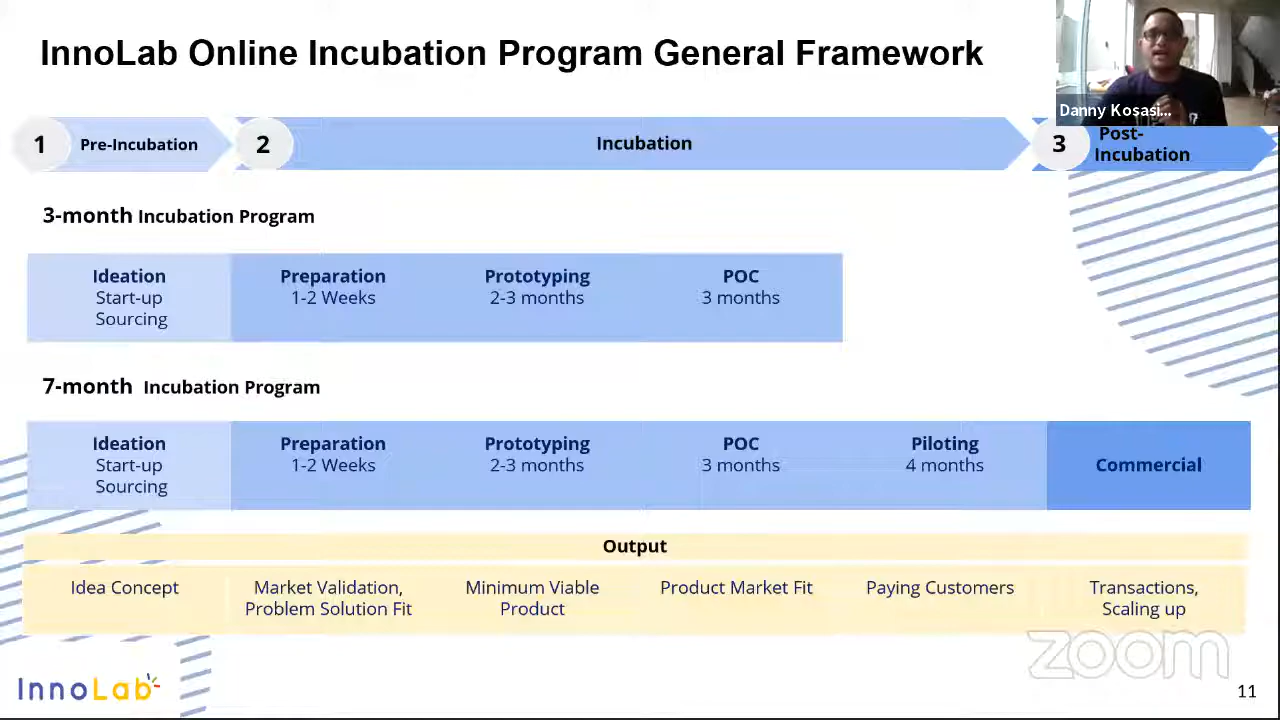 InnoLab Online Incubation Program General Framework
Danny Kosasi...
1
Pre-Incubation
2
Incubation
3
Post-
Incubation
3-month Incubation Program
Ideation
Start-up
Sourcing
Preparation
1-2 Weeks
Prototyping
2-3 months
POC
3 months
7-month Incubation Program
Ideation
Start-up
Sourcing
Preparation
1-2 Weeks
Prototyping
2-3 months
POC
3 months
Piloting
4 months
Commercial
Output
Idea Concept
Market Validation,
Problem Solution Fit
Minimum Viable
Product
Product Market Fit
Paying Customers
Transactions,
Scaling up
zoom
InnoLab
11